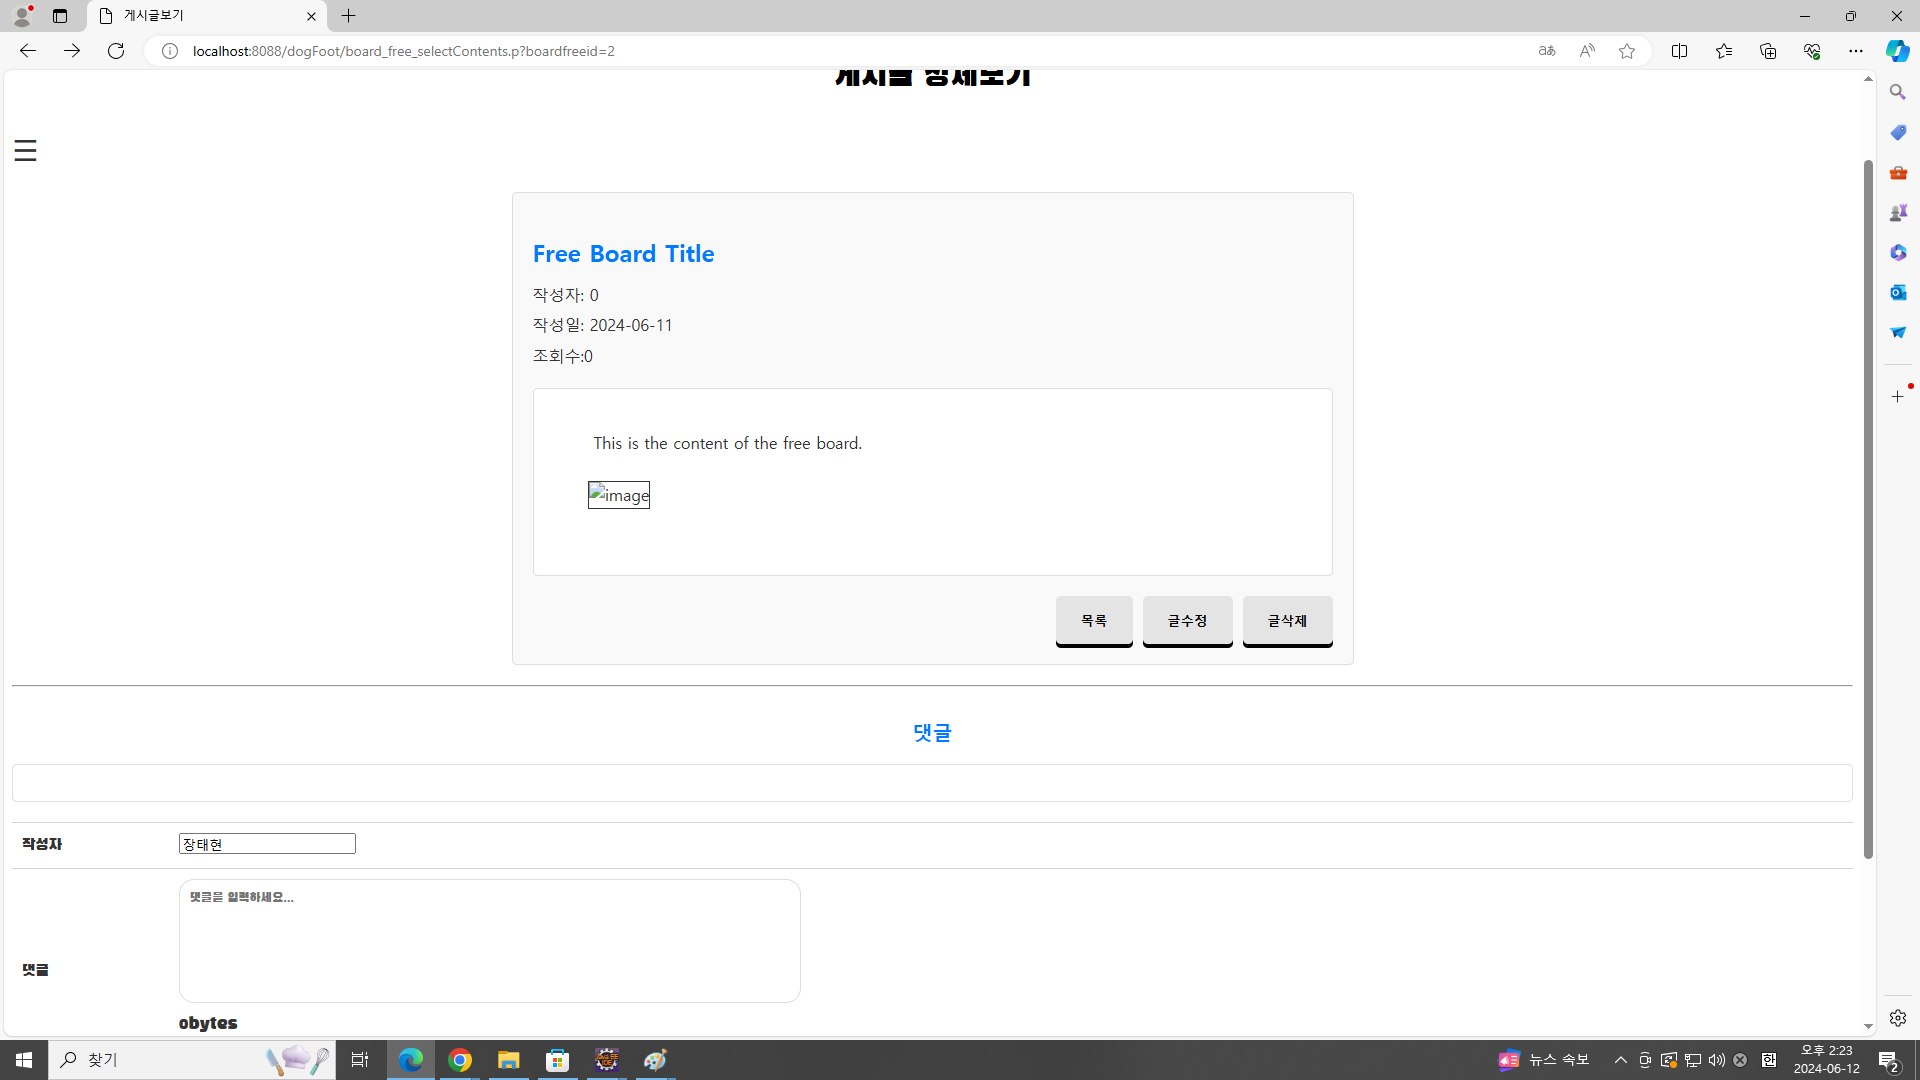 게시글보기
localhost:8088/dogFoot/board_free_selectContents.p?boardfreeid=2
게시글 상세보기
Free Board Title
작성자: 0
작성일: 2024-06-11
조회수:0
This is the content of the free board.
image
목록 글수정 글삭제
댓글
작성자 장태현
댓글을 입력하세요...
댓글
0bytes
찾기
뉴스 속보
한
오후 2:23
2024-06-12
2